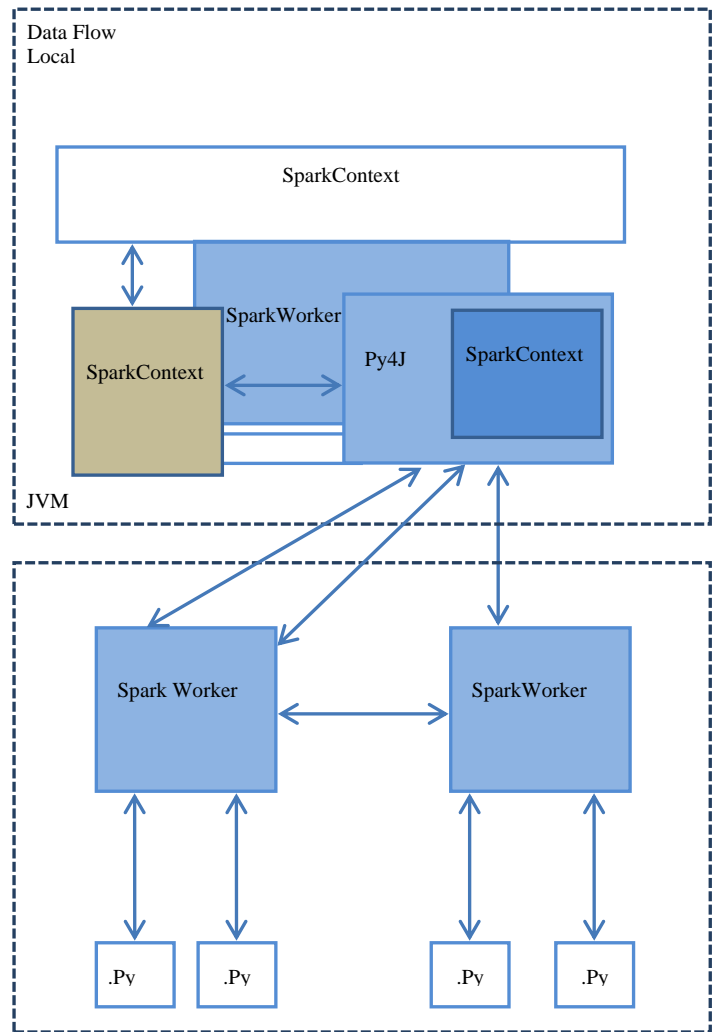 Data Flow
Local
SparkContext
SparkWorker
SparkContext
Py4J
SparkContext
JVM
Spark Worker
SparkWorker
.Py
.Py
.Py
.Py